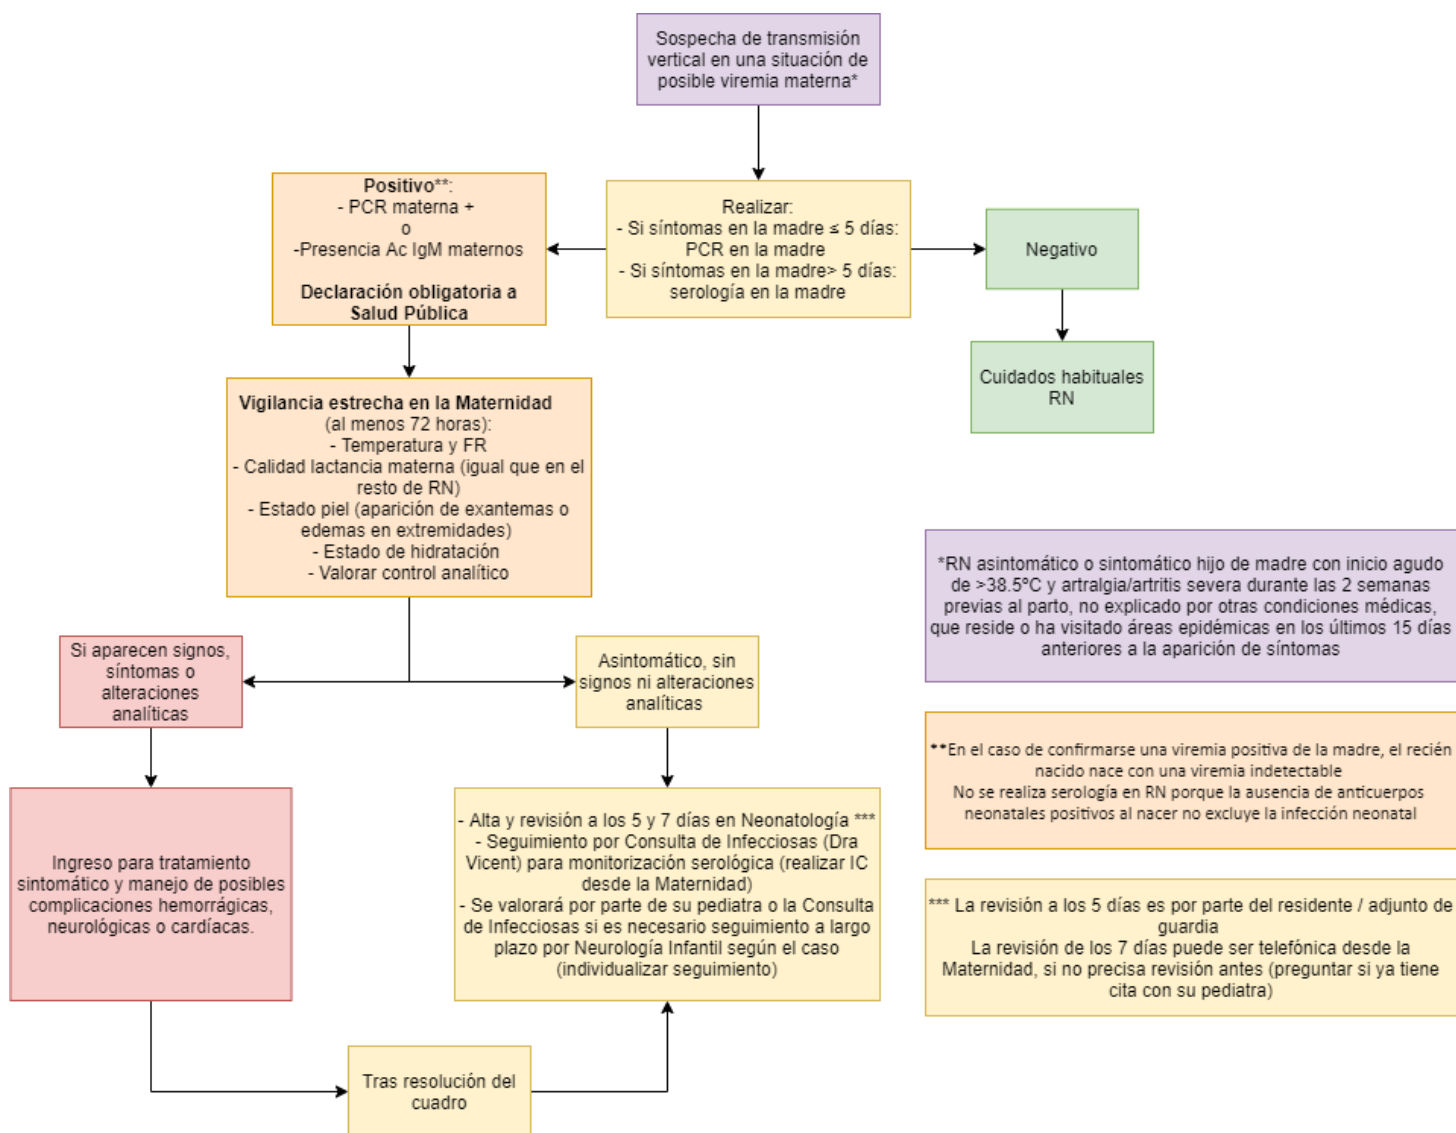 Sospecha de transmisión
vertical en una situación de
posible viremia materna*
Positivo**:
- PCR materna +
o
-Presencia Ac IgM maternos
Declaración obligatoria a
Salud Pública
Realizar:
- Si síntomas en la madre ≤ 5 días:
PCR en la madre
- Si síntomas en la madre> 5 días:
serología en la madre
Negativo
Cuidados habituales
RN
Vigilancia estrecha en la Maternidad
(al menos 72 horas):
- Temperatura y FR
- Calidad lactancia materna (igual que en el
resto de RN)
- Estado piel (aparición de exantemas o
edemas en extremidades)
- Estado de hidratación
- Valorar control analítico
Si aparecen signos,
síntomas o
alteraciones
analíticas
Asintomático, sin
signos ni alteraciones
analíticas
Ingreso para tratamiento
sintomático y manejo de posibles
complicaciones hemorrágicas,
neurológicas o cardíacas.
- Alta y revisión a los 5 y 7 días en Neonatología ***
- Seguimiento por Consulta de Infecciosas (Dra
Vicent) para monitorización serológica (realizar IC
desde la Maternidad)
- Se valorará por parte de su pediatra o la Consulta
de Infecciosas si es necesario seguimiento a largo
plazo por Neurología Infantil según el caso
(individualizar seguimiento)
Tras resolución del
cuadro
*RN asintomático o sintomático hijo de madre con inicio agudo
de >38.5ºC y artralgia/artritis severa durante las 2 semanas
previas al parto, no explicado por otras condiciones médicas,
que reside o ha visitado áreas epidémicas en los últimos 15 días
anteriores a la aparición de síntomas
**En el caso de confirmarse una viremia positiva de la madre, el recién
nacido nace con una viremia indetectable
No se realiza serología en RN porque la ausencia de anticuerpos
neonatales positivos al nacer no excluye la infección neonatal
*** La revisión a los 5 días es por parte del residente / adjunto de
guardia
La revisión de los 7 días puede ser telefónica desde la
Maternidad, si no precisa revisión antes (preguntar si ya tiene
cita con su pediatra)